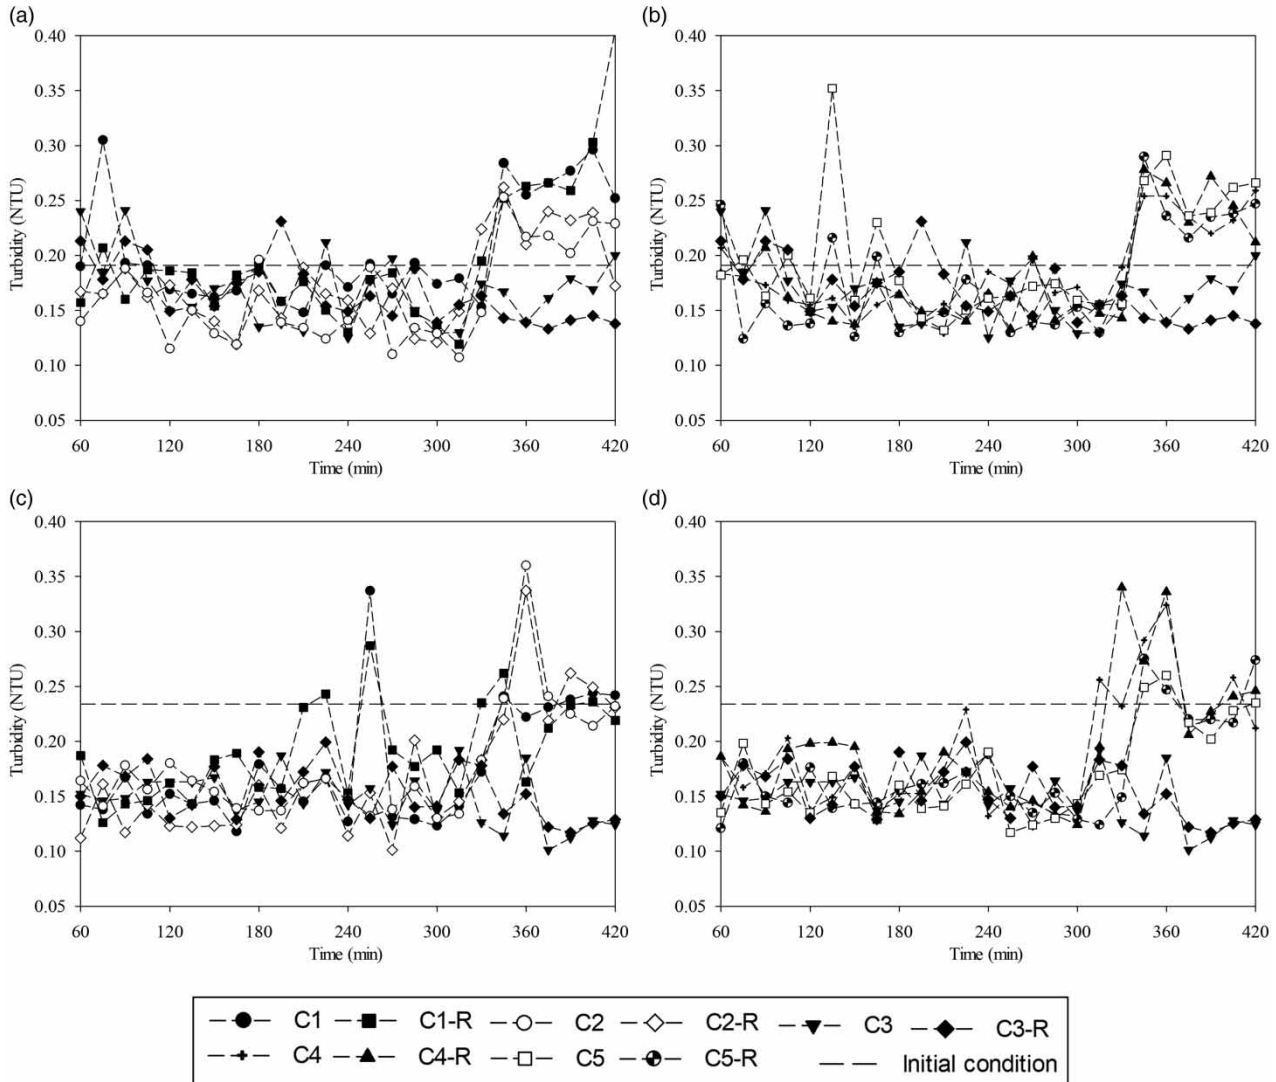 (a)
0.40
0.35
0.30
0.25
0.20
0.15
0.10
0.05
Turbidity (NTU)
60 120 180 240 300 360 420
Time (min)
(b)
0.40
0.35
0.30
0.25
0.20
0.15
0.10
0.05
Turbidity (NTU)
60 120 180 240 300 360 420
Time (min)
(c)
0.40
0.35
0.30
0.25
0.20
0.15
0.10
0.05
Turbidity (NTU)
60 120 180 240 300 360 420
Time (min)
(d)
0.40
0.35
0.30
0.25
0.20
0.15
0.10
0.05
Turbidity (NTU)
60 120 180 240 300 360 420
Time (min)
C1 C1-R C2 C2-R C3 C3-R
C4 C4-R C5 C5-R Initial condition